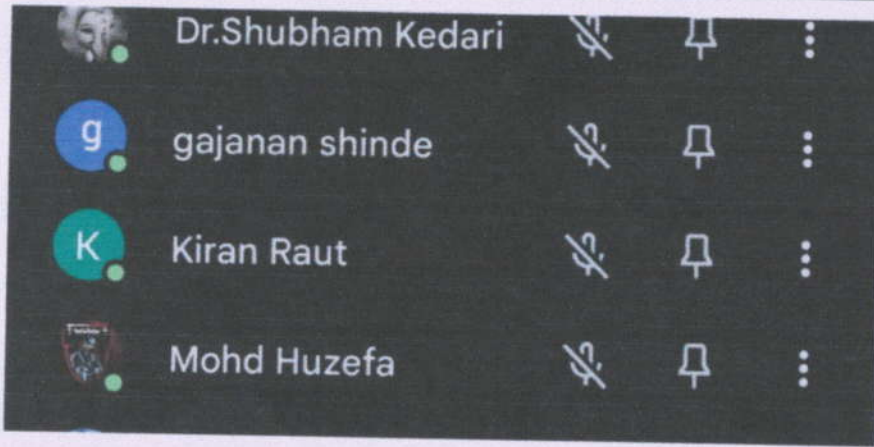 Dr.Shubham Kedari
g
gajanan shinde
K
Kiran Raut
Mohd Huzefa